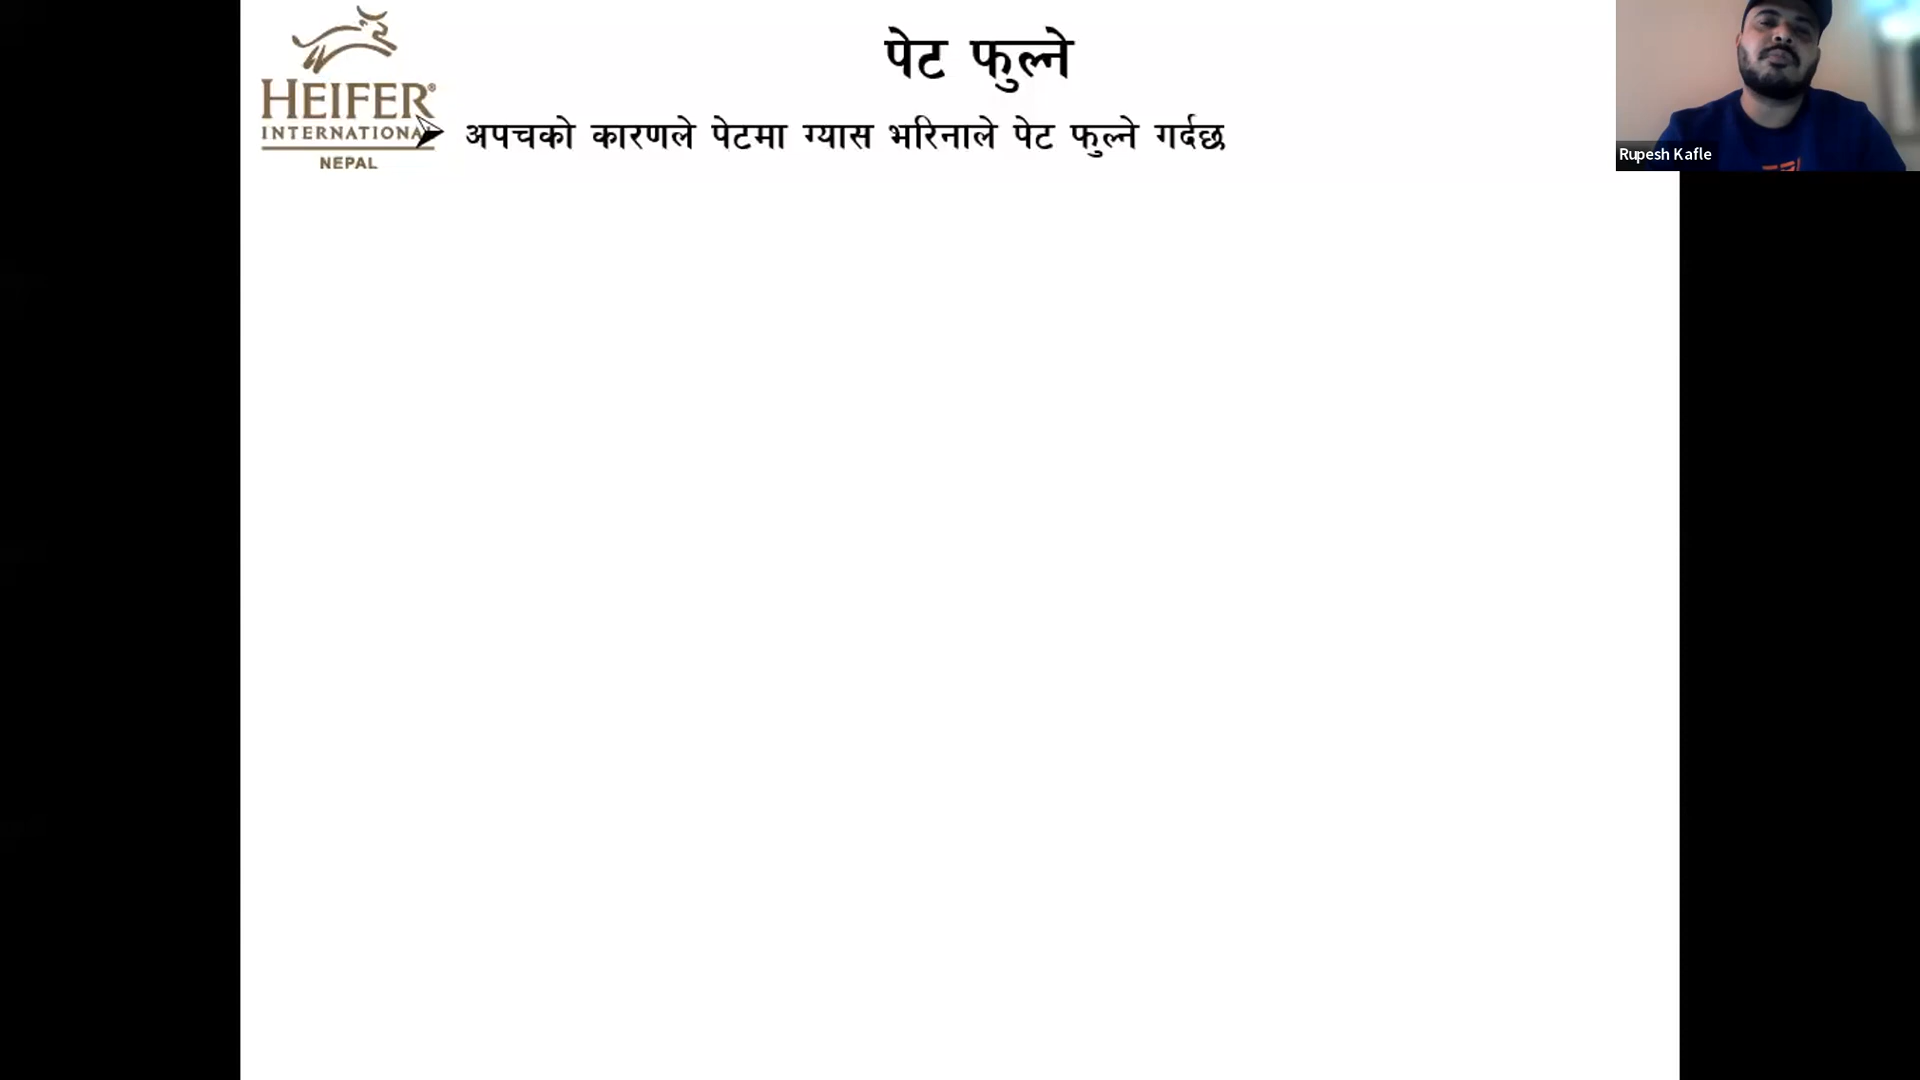 पेट फुल्ने
HEIFER®
INTERNATIONAL
NEPAL
➢ अपचको कारणले पेटमा ग्यास भरिनाले पेट फुल्ने गर्दछ
Rupesh Kafle